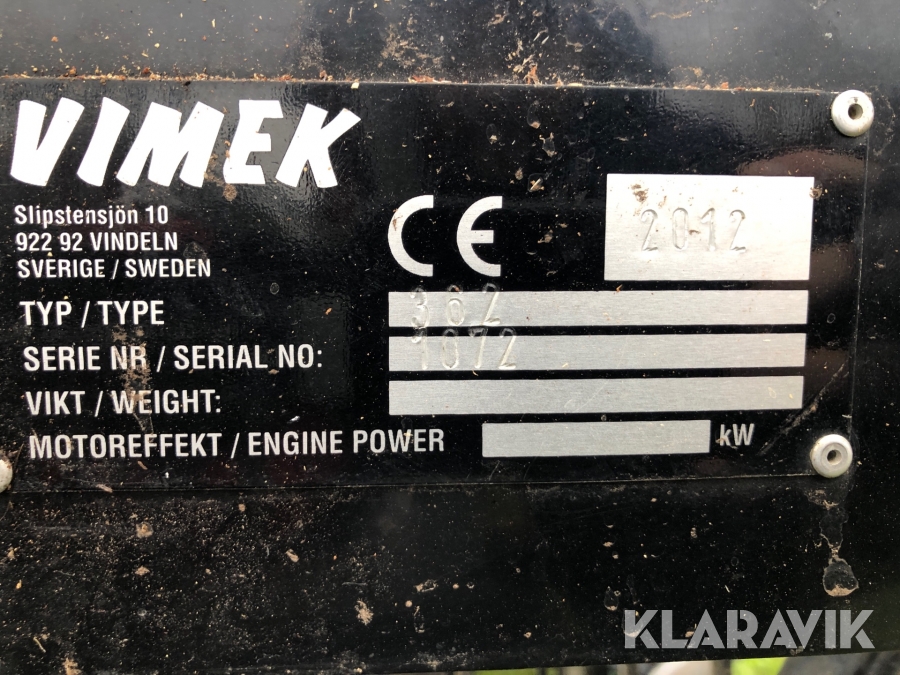 VIMEK
Slipstensjön 10
922 92 VINDELN
SVERIGE / SWEDEN
CE
2012
TYP / TYPE 382
SERIE NR / SERIAL NO: 1072
VIKT / WEIGHT:
MOTOREFFEKT / ENGINE POWER kW
KLARAVIK